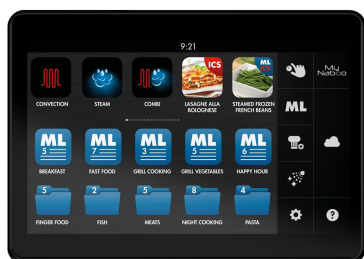 9:21
My
Naboo
ICS
ML
ICS
CONVECTION
STEAM
COMBI
LASAGNE ALLA
BOLOGNESE
STEAMED FROZEN
FRENCH BEANS
ML
ML
5
ML
7
ML
3
ML
5
ML
6
BREAKFAST
FAST FOOD
GRILL COOKING
GRILL VEGETABLES
HAPPY HOUR
5
2
5
8
4
FINGER FOOD
FISH
MEATS
NIGHT COOKING
PASTA
?